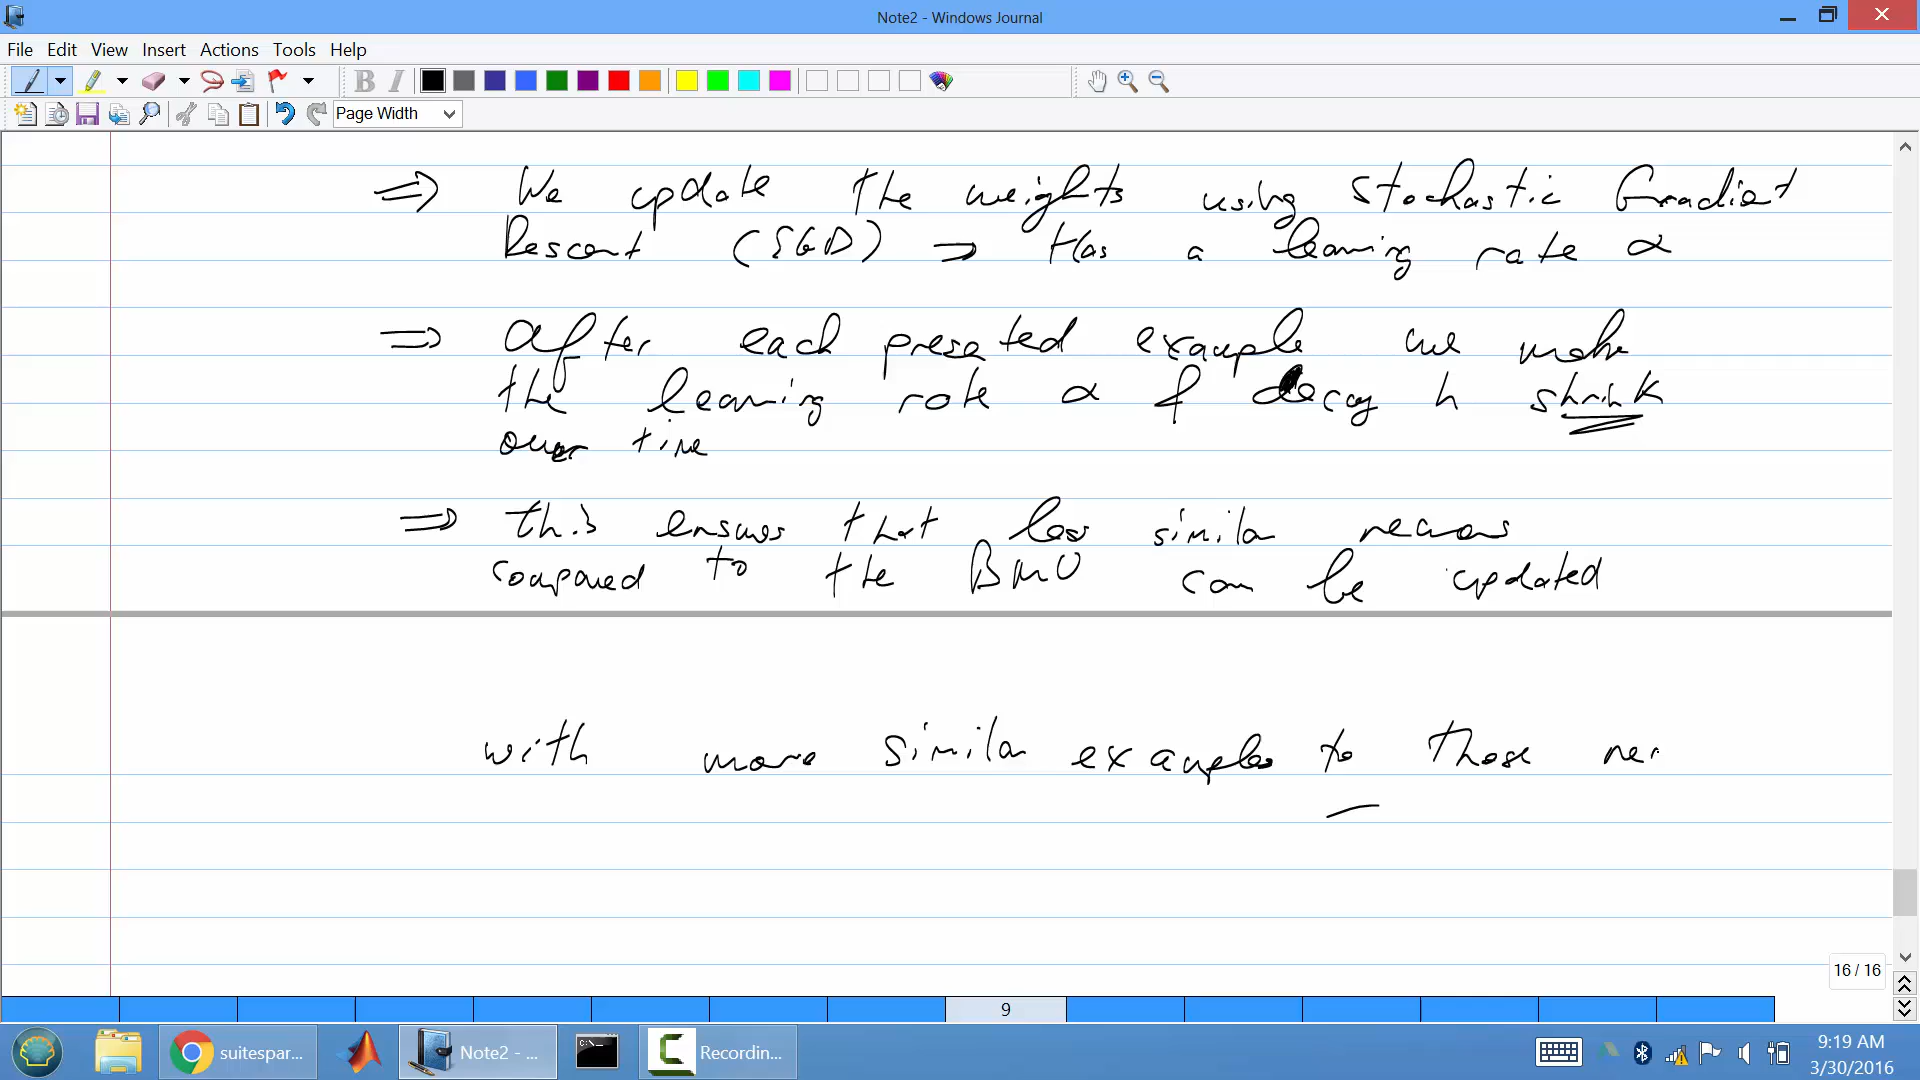 Note2 - Windows Journal
File Edit View Insert Actions Tools Help
B I
Page Width
⇒ We update the weights using Stochastic Gradient
Descent (SGD) ⇒ Has a learning rate α
⇒ After each presented example we make
the learning rate α & decay h shrink
over time
⇒ this ensures that less similar neurons
compared to the BMU can be updated
with more similar examples to those
16 / 16
9
suitespar...
Note2 - ...
C:\_
Recordin...
9:19 AM
3/30/2016